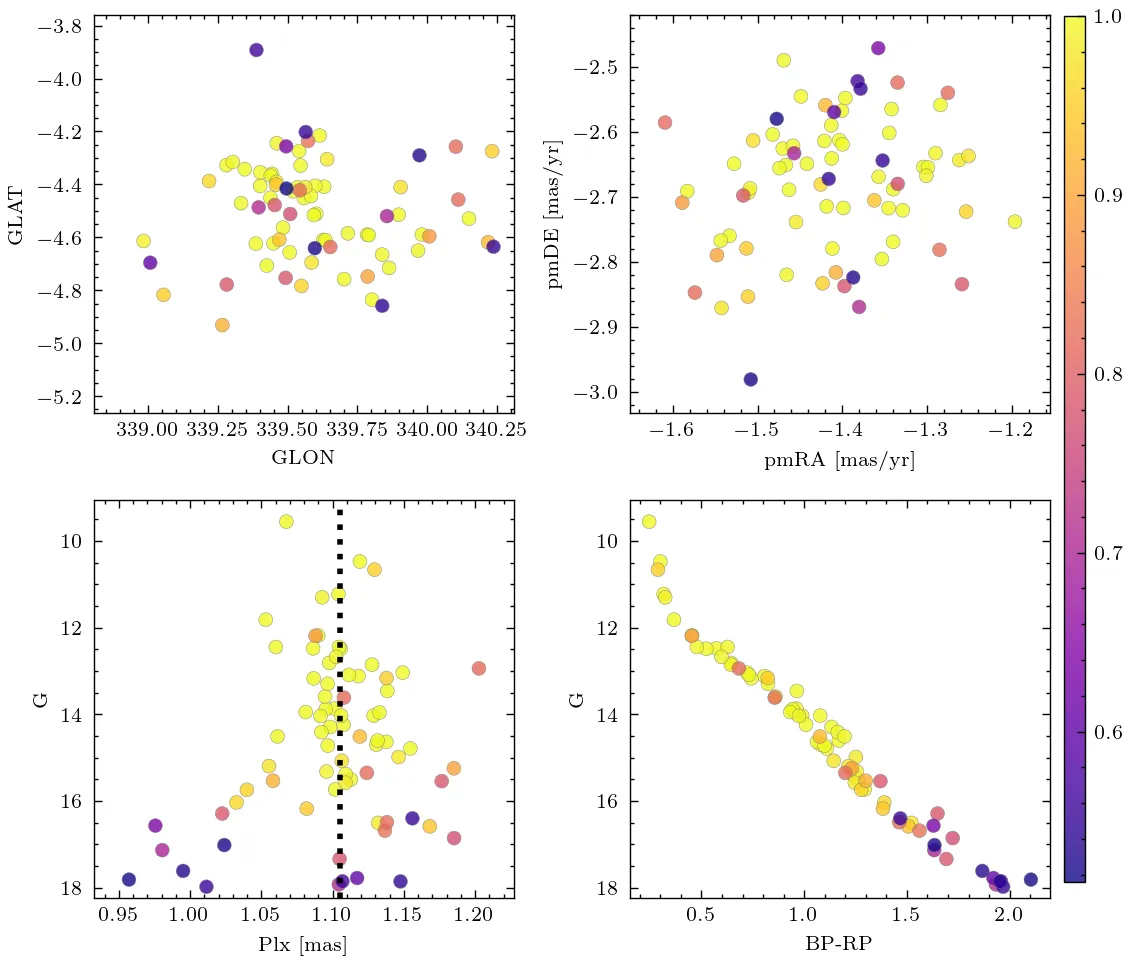 −3.8
−4.0
−4.2
−4.4
−4.6
−4.8
−5.0
−5.2
GLAT
339.00 339.25 339.50 339.75 340.00 340.25
GLON
−2.5
−2.6
−2.7
−2.8
−2.9
−3.0
pmDE [mas/yr]
−1.6 −1.5 −1.4 −1.3 −1.2
pmRA [mas/yr]
10
12
14
16
18
G
0.95 1.00 1.05 1.10 1.15 1.20
Plx [mas]
10
12
14
16
18
G
0.5 1.0 1.5 2.0
BP-RP
1.0
0.9
0.8
0.7
0.6